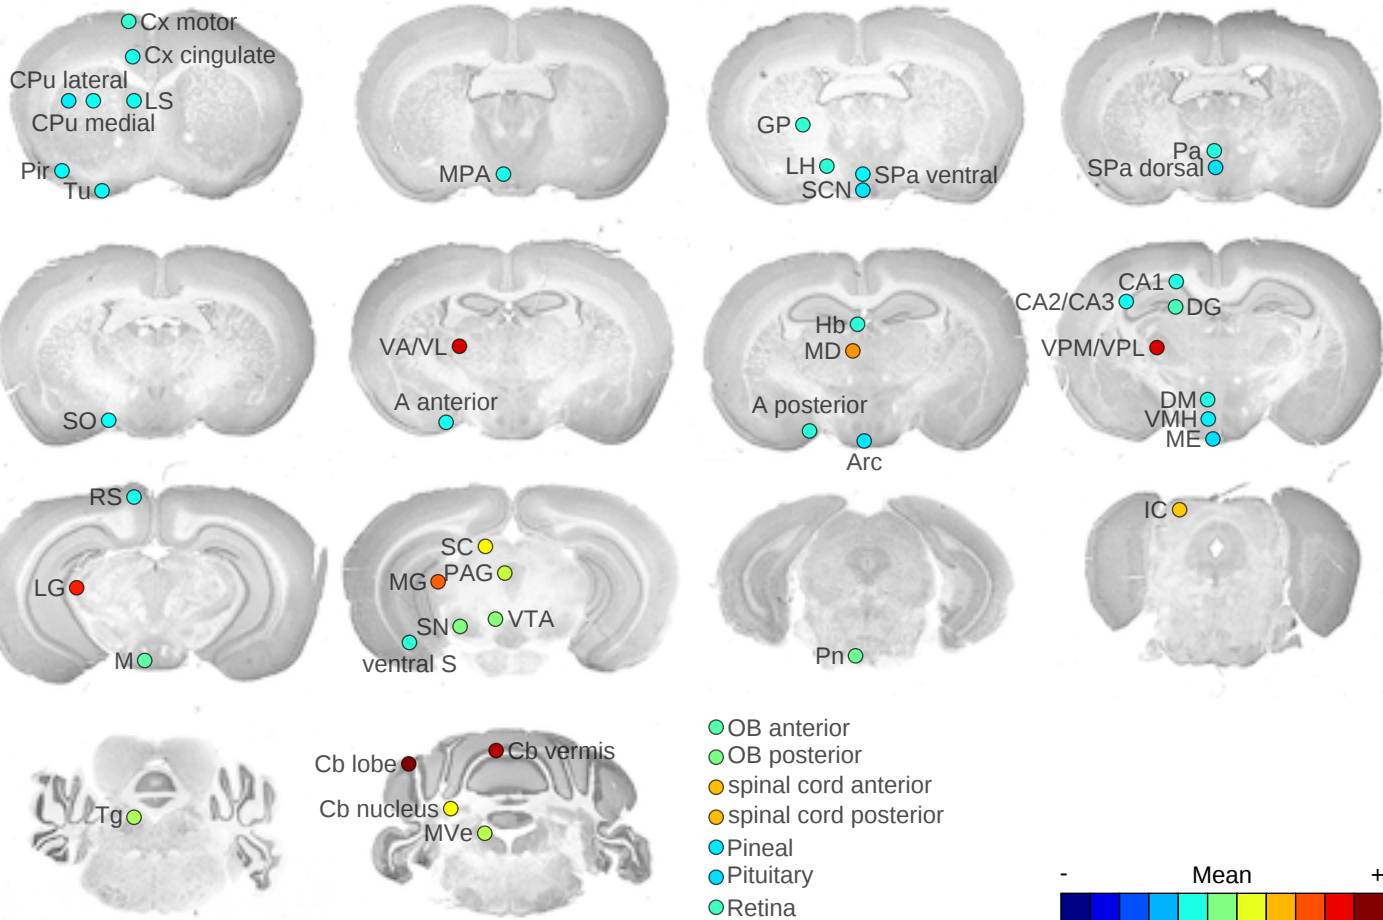 Cx motor
Cx cingulate
CPu lateral
LS
CPu medial
Pir
Tu
MPA
GP
LH
SPa ventral
SCN
Pa
SPa dorsal
SO
VA/VL
A anterior
Hb
MD
A posterior
Arc
CA1
CA2/CA3
DG
VPM/VPL
DM
VMH
ME
RS
LG
M
SC
MG
PAG
SN
VTA
ventral S
Pn
IC
Tg
Cb lobe
Cb vermis
Cb nucleus
MVe
OB anterior
OB posterior
spinal cord anterior
spinal cord posterior
Pineal
Pituitary
Retina
- Mean +